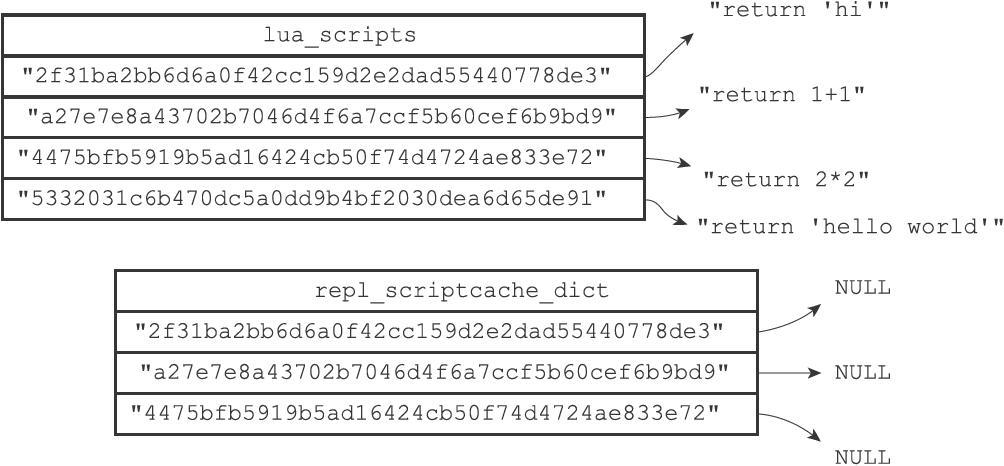 lua_scripts
"2f31ba2bb6d6a0f42cc159d2e2dad55440778de3"
"return 'hi'"
"a27e7e8a43702b7046d4f6a7ccf5b60cef6b9bd9"
"return 1+1"
"4475bfb5919b5ad16424cb50f74d4724ae833e72"
"return 2*2"
"5332031c6b470dc5a0dd9b4bf2030dea6d65de91"
"return 'hello world'"
repl_scriptcache_dict
"2f31ba2bb6d6a0f42cc159d2e2dad55440778de3"
NULL
"a27e7e8a43702b7046d4f6a7ccf5b60cef6b9bd9"
NULL
"4475bfb5919b5ad16424cb50f74d4724ae833e72"
NULL